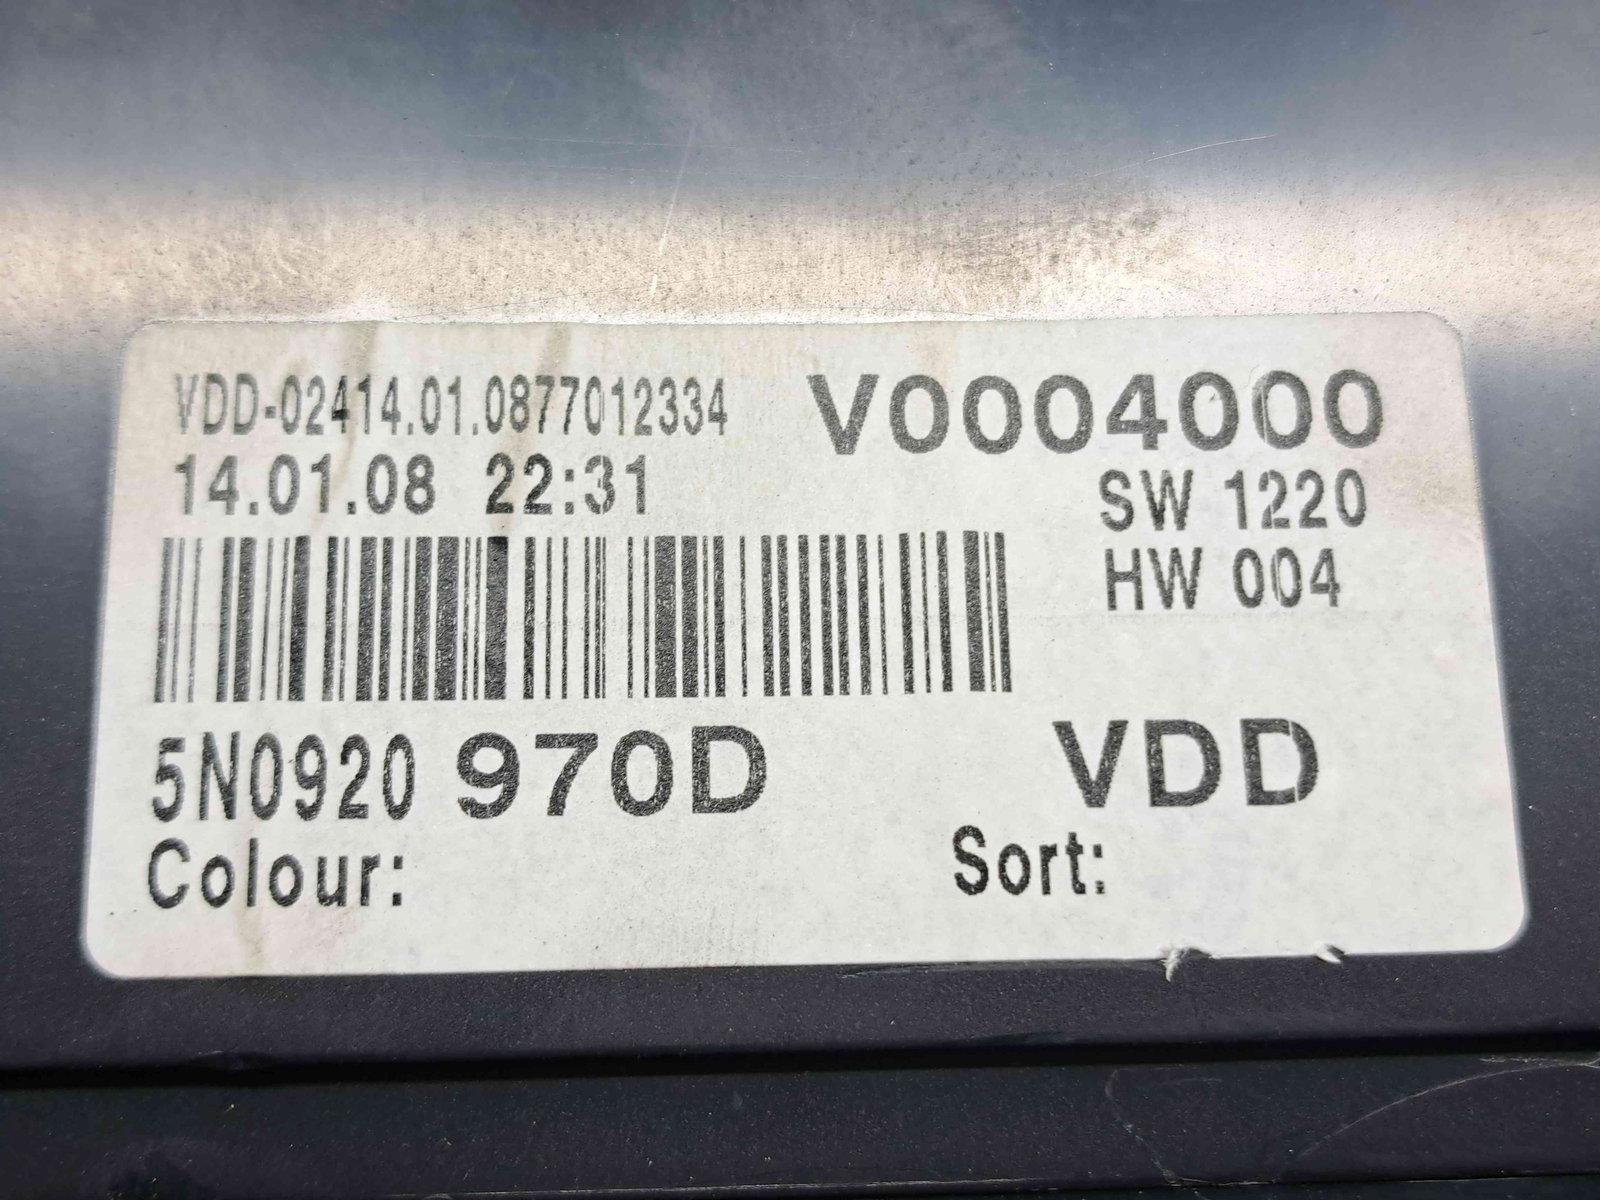 VDD-02414.01.0877012334 V0004000
14.01.08 22:31 SW 1220
HW 004
5N0920 970D VDD
Colour: Sort: